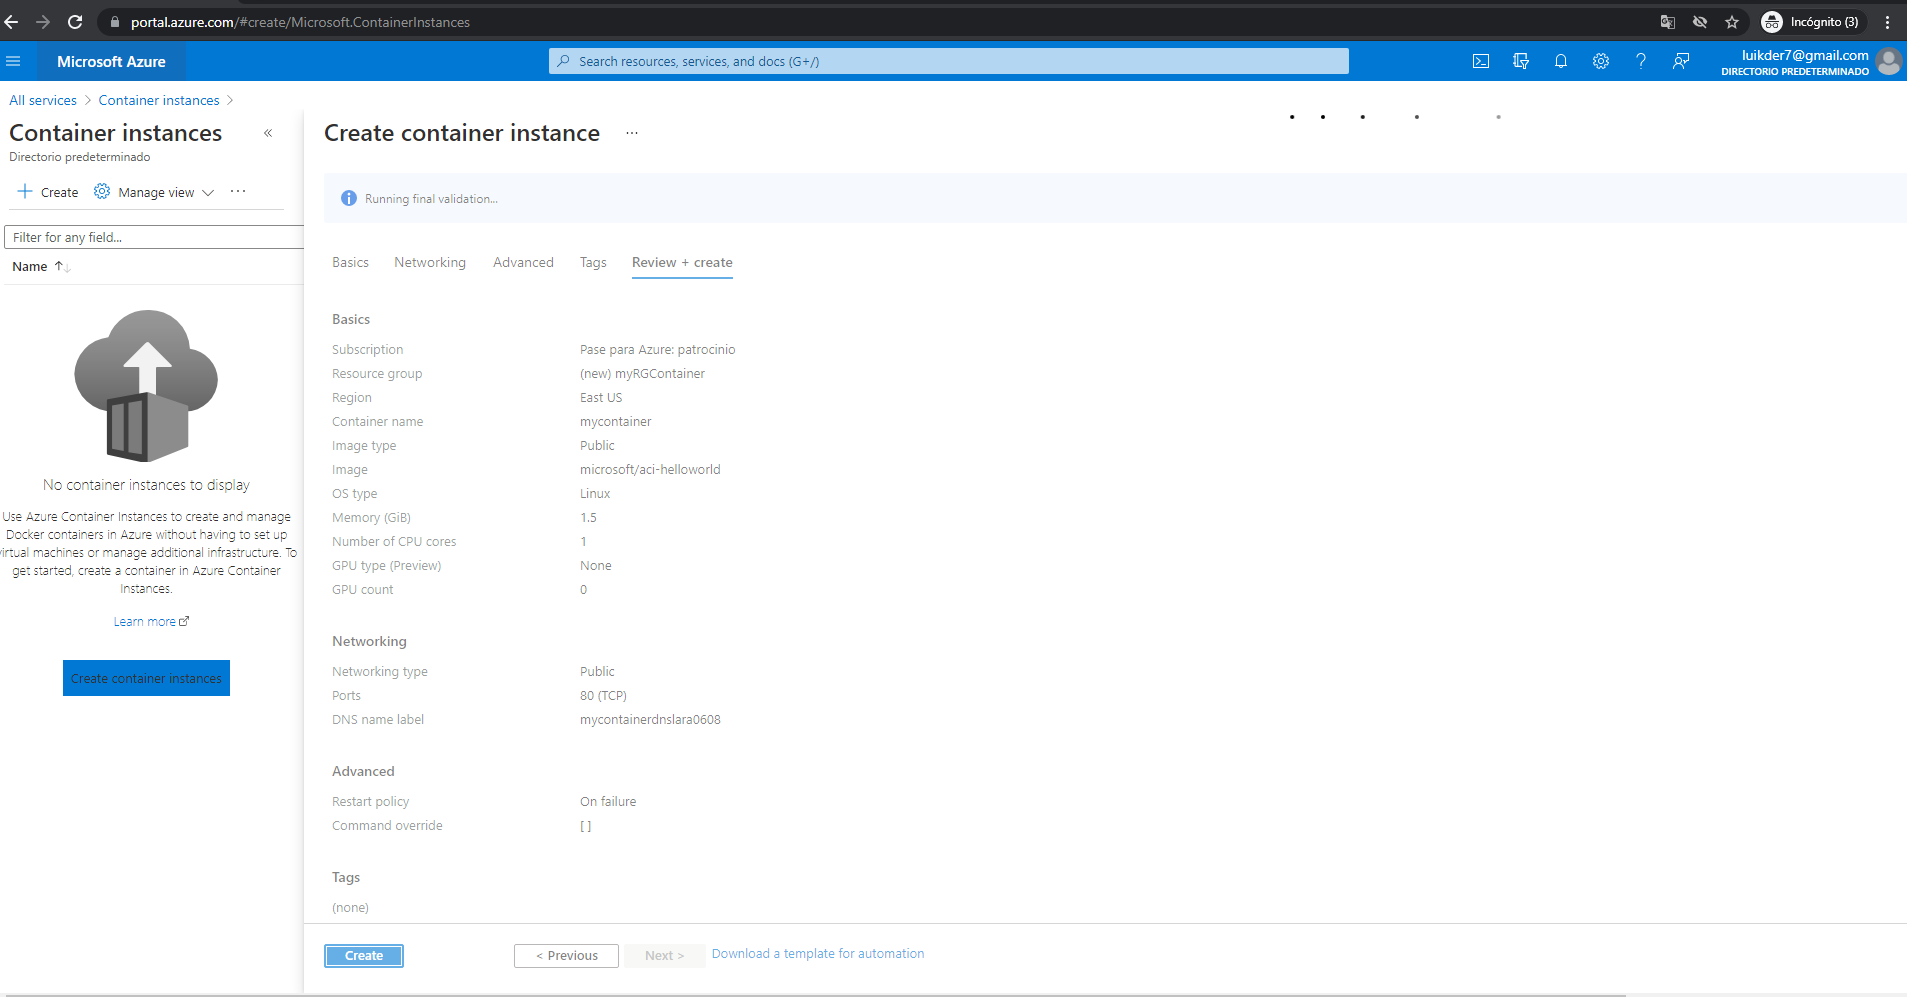 portal.azure.com/#create/Microsoft.ContainerInstances
Incógnito (3)
Microsoft Azure
Search resources, services, and docs (G+/)
luikder7@gmail.com
DIRECTORIO PREDETERMINADO
All services > Container instances >
Container instances «
Directorio predeterminado
+ Create Manage view ...
Filter for any field...
Name ↑↓
No container instances to display
Use Azure Container Instances to create and manage
Docker containers in Azure without having to set up
virtual machines or manage additional infrastructure. To
get started, create a container in Azure Container
Instances.
Learn more
Create container instances
Create container instance ...
Running final validation...
Basics Networking Advanced Tags Review + create
Basics
Subscription Pase para Azure: patrocinio
Resource group (new) myRGContainer
Region East US
Container name mycontainer
Image type Public
Image microsoft/aci-helloworld
OS type Linux
Memory (GiB) 1.5
Number of CPU cores 1
GPU type (Preview) None
GPU count 0
Networking
Networking type Public
Ports 80 (TCP)
DNS name label mycontainerdnslara0608
Advanced
Restart policy On failure
Command override [ ]
Tags
(none)
Create < Previous Next > Download a template for automation